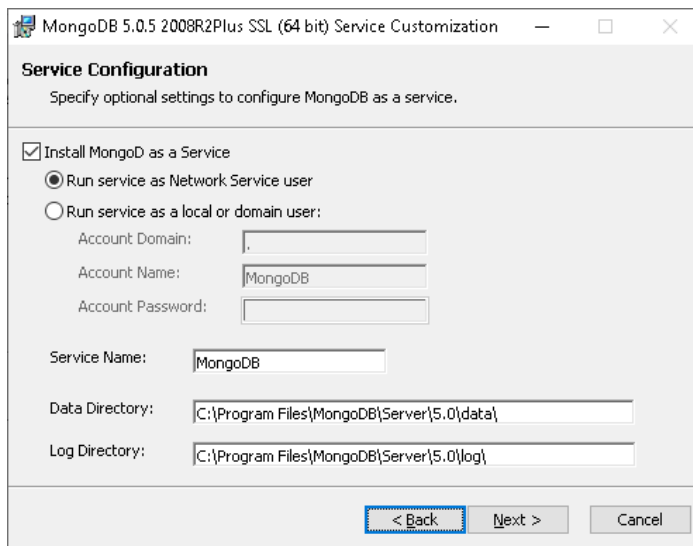 MongoDB 5.0.5 2008R2Plus SSL (64 bit) Service Customization
Service Configuration
Specify optional settings to configure MongoDB as a service.
Install MongoD as a Service
Run service as Network Service user
Run service as a local or domain user:
Account Domain: .
Account Name: MongoDB
Account Password:
Service Name: MongoDB
Data Directory: C:\Program Files\MongoDB\Server\5.0\data\
Log Directory: C:\Program Files\MongoDB\Server\5.0\log\
< Back Next > Cancel